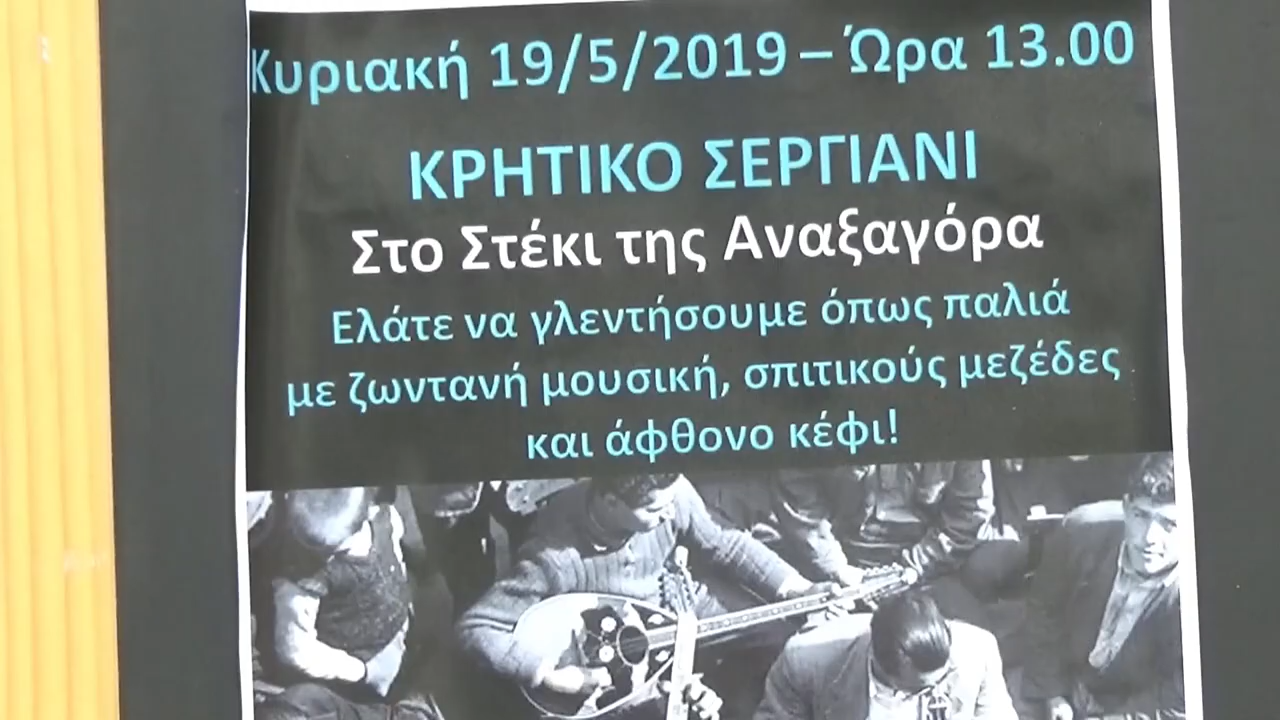 Κυριακή 19/5/2019 – Ώρα 13.00
ΚΡΗΤΙΚΟ ΣΕΡΓΙΑΝΙ
Στο Στέκι της Αναξαγόρα
Ελάτε να γλεντήσουμε όπως παλιά
με ζωντανή μουσική, σπιτικούς μεζέδες
και άφθονο κέφι!